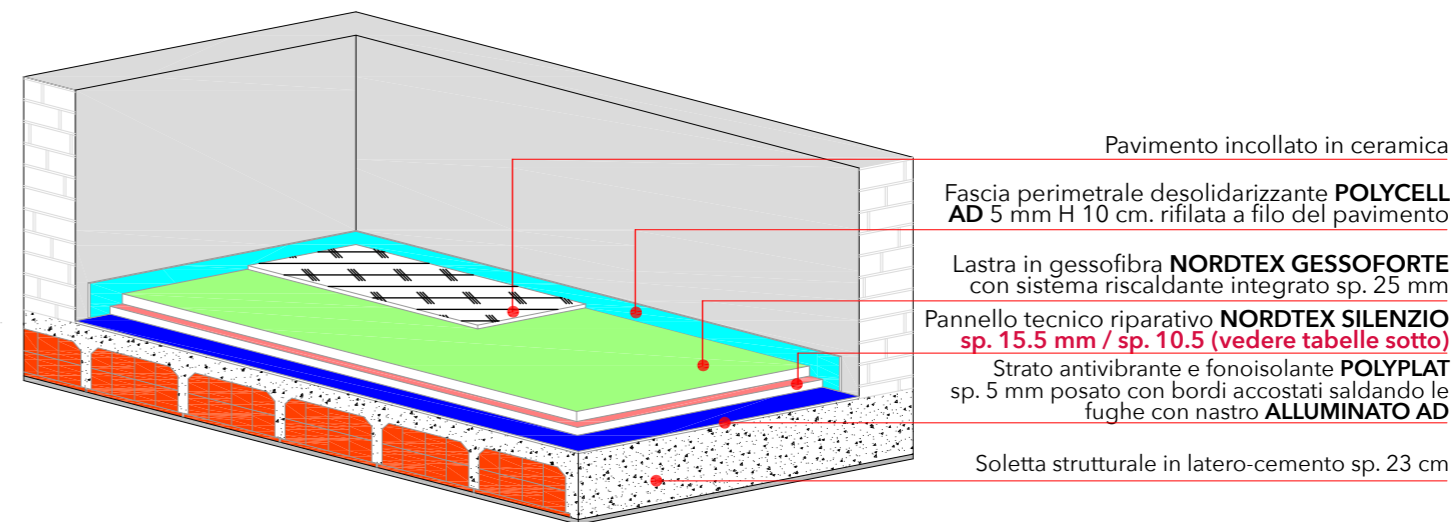 Pavimento incollato in ceramica
Fascia perimetrale desolidarizzante POLYCELL
AD 5 mm H 10 cm. rifilata a filo del pavimento
Lastra in gessofibra NORDTEX GESSOFORTE
con sistema riscaldante integrato sp. 25 mm
Pannello tecnico riparativo NORDTEX SILENZIO
sp. 15.5 mm / sp. 10.5 (vedere tabelle sotto)
Strato antivibrante e fonoisolante POLYPLAT
sp. 5 mm posato con bordi accostati saldando le
fughe con nastro ALLUMINATO AD
Soletta strutturale in latero-cemento sp. 23 cm